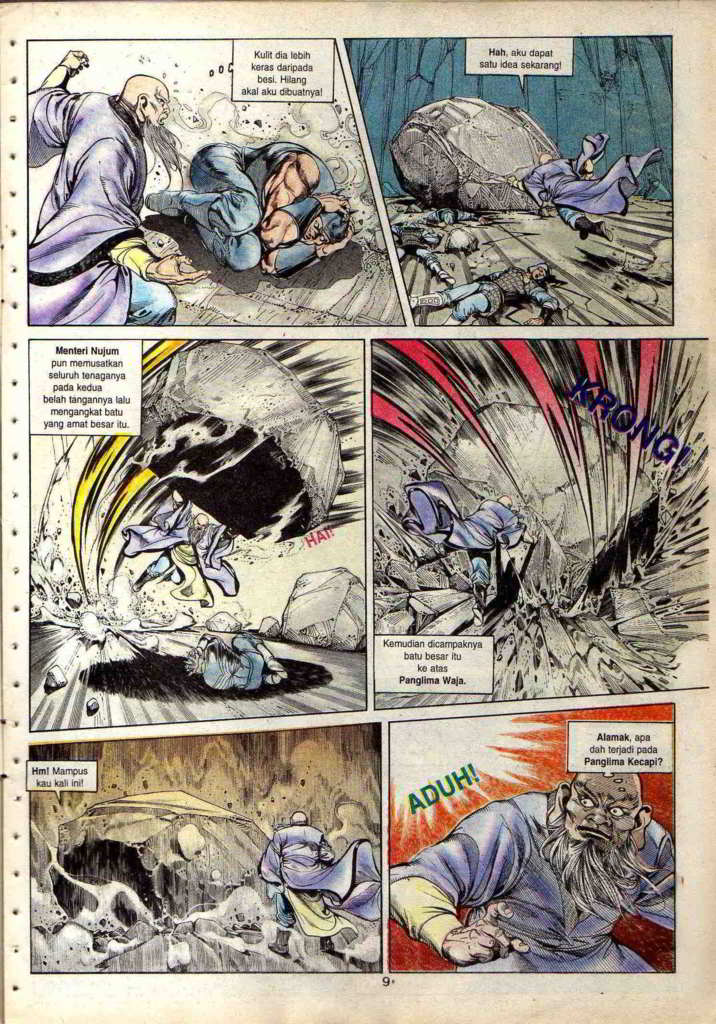 Kulit dia lebih
keras daripada
besi. Hilang
akal aku dibuatnya!
Hah, aku dapat
satu idea sekarang!
Menteri Nujum
pun memusatkan
seluruh tenaganya
pada kedua
belah tangannya lalu
mengangkat batu
yang amat besar itu.
HAI!
KRONG!
Kemudian dicampaknya
batu besar itu
ke atas
Panglima Waja.
Hm! Mampus
kau kali ini!
ADUH!
Alamak, apa
dah terjadi pada
Panglima Kecapi?
9